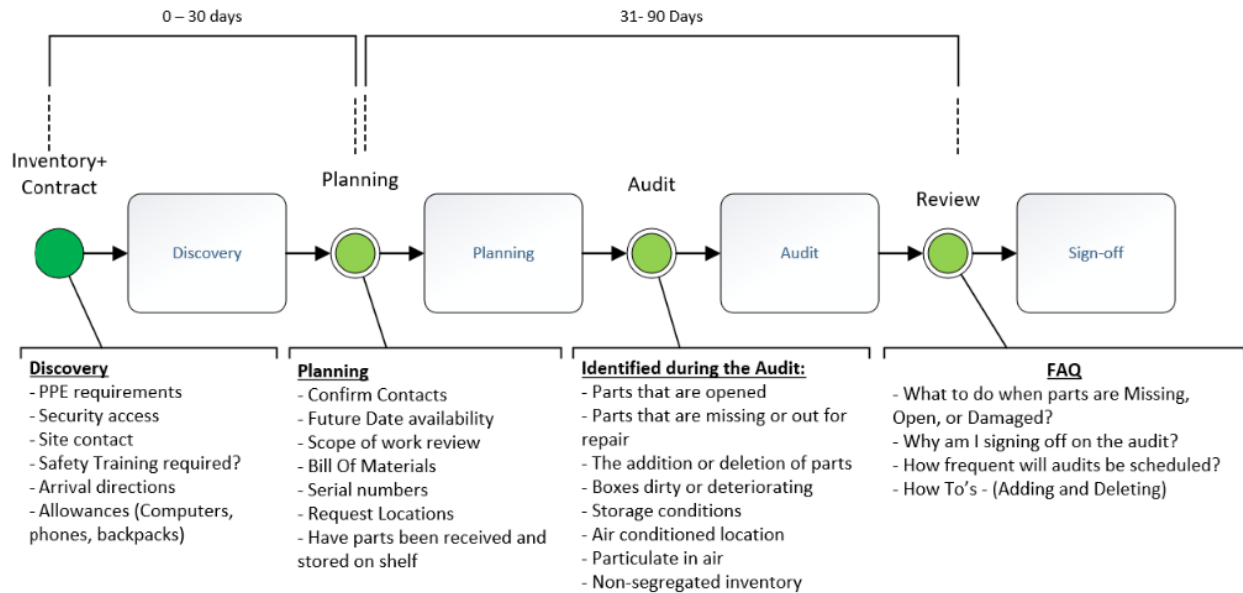 0 – 30 days
31- 90 Days
Inventory+
Contract
Planning
Audit
Review
Discovery
Planning
Audit
Sign-off
Discovery
- PPE requirements
- Security access
- Site contact
- Safety Training required?
- Arrival directions
- Allowances (Computers,
phones, backpacks)
Planning
- Confirm Contacts
- Future Date availability
- Scope of work review
- Bill Of Materials
- Serial numbers
- Request Locations
- Have parts been received and
stored on shelf
Identified during the Audit:
- Parts that are opened
- Parts that are missing or out for
repair
- The addition or deletion of parts
- Boxes dirty or deteriorating
- Storage conditions
- Air conditioned location
- Particulate in air
- Non-segregated inventory
FAQ
- What to do when parts are Missing,
Open, or Damaged?
- Why am I signing off on the audit?
- How frequent will audits be scheduled?
- How To’s - (Adding and Deleting)